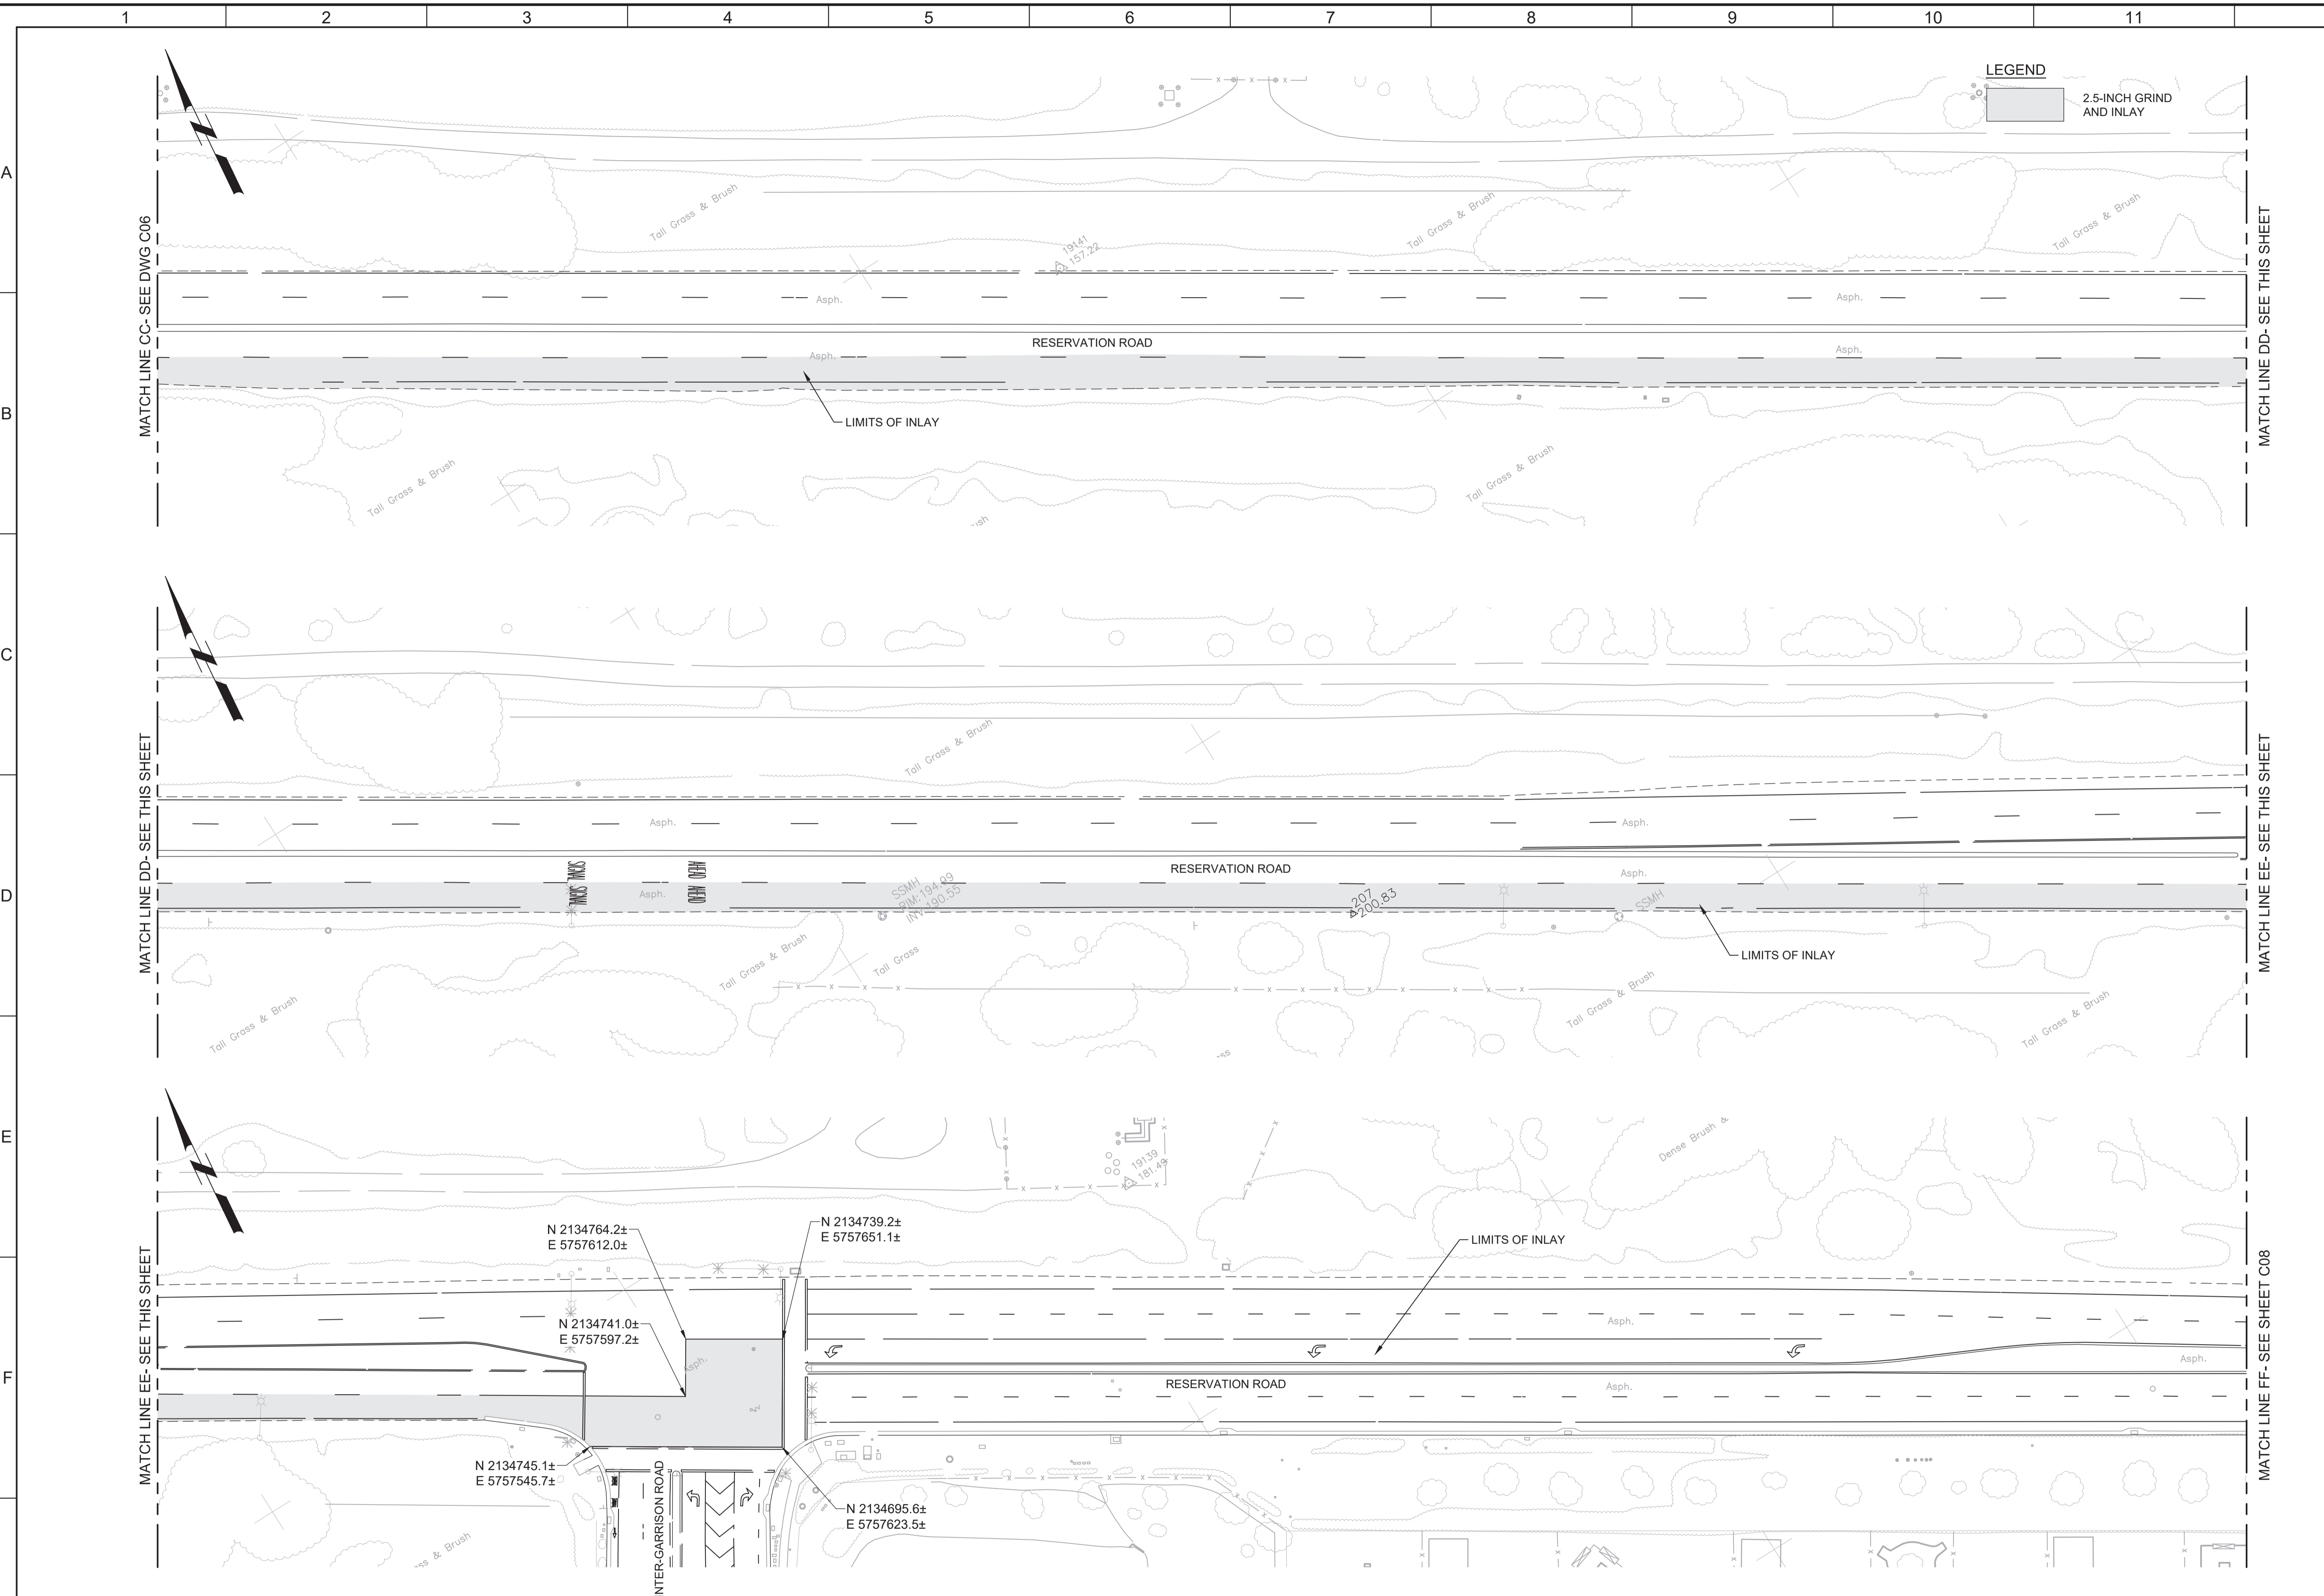 1 2 3 4 5 6 7 8 9 10 11
A
B
C
D
E
F
LEGEND
2.5-INCH GRIND
AND INLAY
MATCH LINE CC- SEE DWG C06
MATCH LINE DD- SEE THIS SHEET
Tall Grass & Brush
Tall Grass & Brush
Tall Grass & Brush
19141
157.22
Asph.
Asph.
RESERVATION ROAD
Asph.
Asph.
LIMITS OF INLAY
Tall Grass & Brush
Tall Grass & Brush
MATCH LINE DD- SEE THIS SHEET
MATCH LINE EE- SEE THIS SHEET
Tall Grass & Brush
Asph.
Asph.
RESERVATION ROAD
SIGNAL SIGNAL
AHEAD AHEAD
Asph.
Asph.
SSMH
RIM: 194.09
INV: 190.55
207
200.83
SSMH
LIMITS OF INLAY
Tall Grass & Brush
Tall Grass
Tall Grass & Brush
Tall Grass & Brush
Tall Grass & Brush
MATCH LINE EE- SEE THIS SHEET
MATCH LINE FF- SEE SHEET C08
Dense Brush &
19139
181.49
N 2134764.2±
E 5757612.0±
N 2134739.2±
E 5757651.1±
LIMITS OF INLAY
N 2134741.0±
E 5757597.2±
Asph.
Asph.
Asph.
RESERVATION ROAD
Asph.
N 2134745.1±
E 5757545.7±
N 2134695.6±
E 5757623.5±
NTER-GARRISON ROAD
& Brush